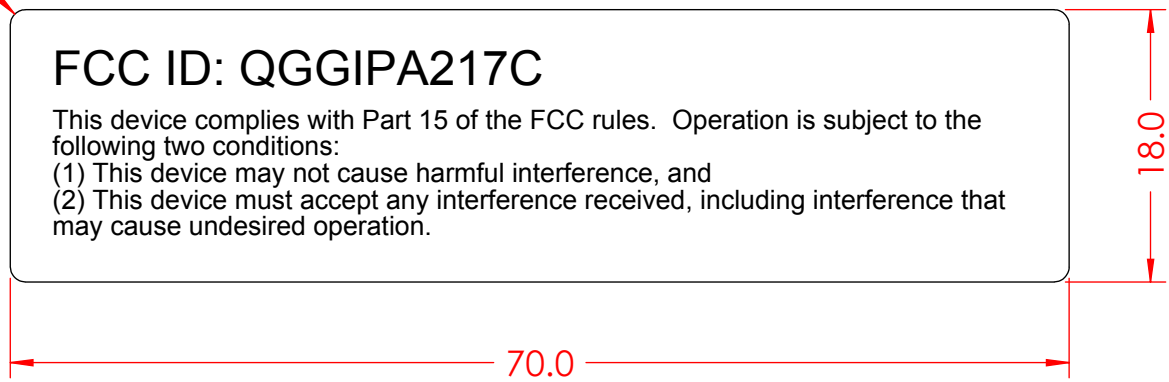 FCC ID: QGGIPA217C
This device complies with Part 15 of the FCC rules.  Operation is subject to the
following two conditions:
(1) This device may not cause harmful interference, and
(2) This device must accept any interference received, including interference that
may cause undesired operation.
18.0
70.0